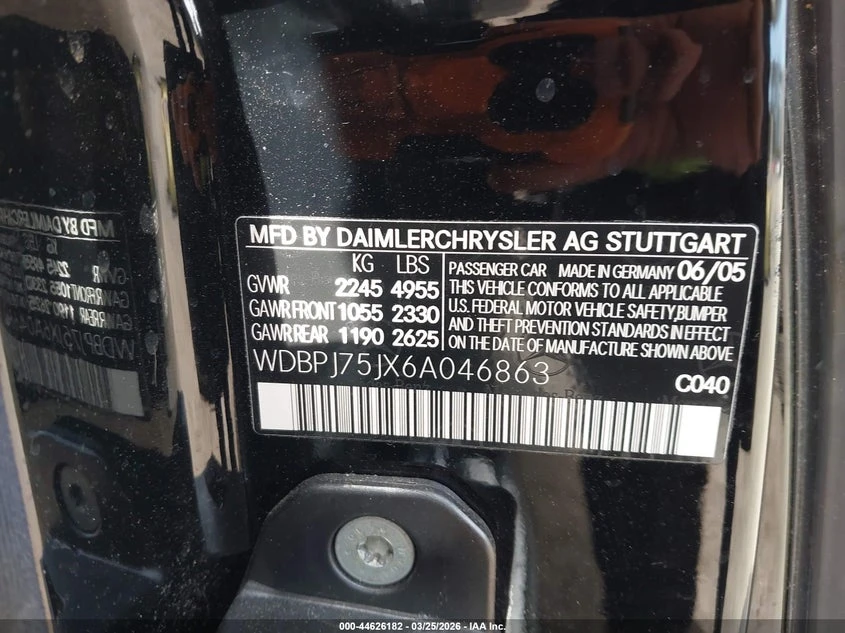 MFD BY DAIMLERCHRYSLER AG STUTTGART
KG LBS
GVWR 2245 4955
GAWR FRONT 1055 2330
GAWR REAR 1190 2625
PASSENGER CAR MADE IN GERMANY 06/05
THIS VEHICLE CONFORMS TO ALL APPLICABLE
U.S. FEDERAL MOTOR VEHICLE SAFETY, BUMPER
AND THEFT PREVENTION STANDARDS IN EFFECT
ON THE DATE OF MANUFACTURE SHOWN ABOVE
WDBPJ75JX6A046863
C040
000-44626182 - 03/25/2026 - IAA Inc.